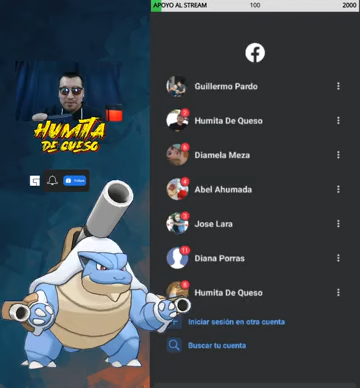 APOYO AL STREAM 100 2000
Guillermo Pardo
Humita De Queso
Diamela Meza
Abel Ahumada
Jose Lara
Diana Porras
Humita De Queso
Iniciar sesión en otra cuenta
Buscar tu cuenta
HUMITA
DE QUESO
Follow